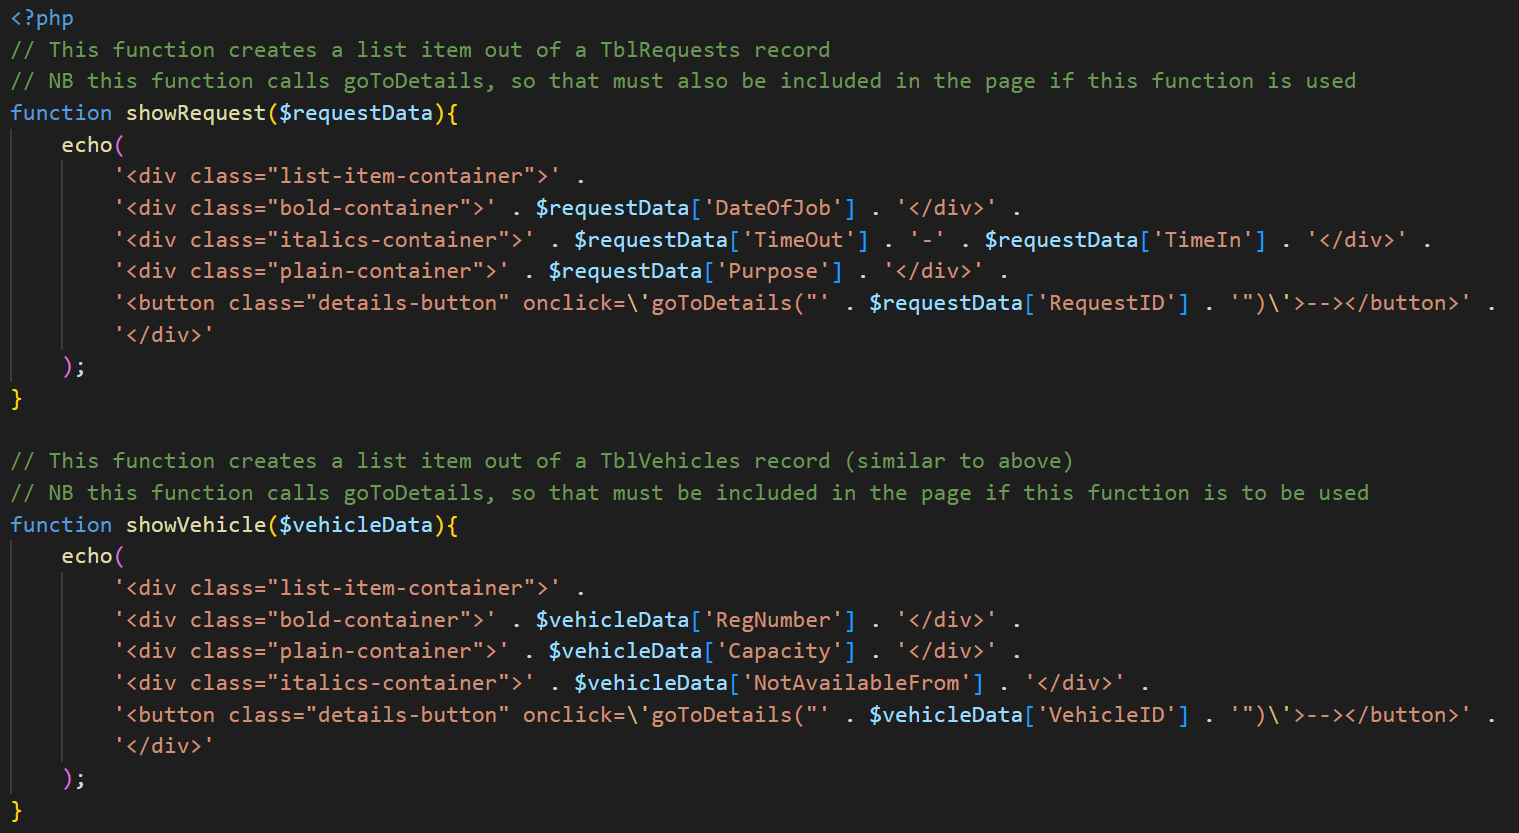 <?php
// This function creates a list item out of a TblRequests record
// NB this function calls goToDetails, so that must also be included in the page if this function is used
function showRequest($requestData){
    echo(
        '<div class="list-item-container">' .
        '<div class="bold-container">' . $requestData['DateOfJob'] . '</div>' .
        '<div class="italics-container">' . $requestData['TimeOut'] . '-' . $requestData['TimeIn'] . '</div>' .
        '<div class="plain-container">' . $requestData['Purpose'] . '</div>' .
        '<button class="details-button" onclick=\'goToDetails("' . $requestData['RequestID'] . '")\'>--></button>' .
        '</div>'
    );
}

// This function creates a list item out of a TblVehicles record (similar to above)
// NB this function calls goToDetails, so that must be included in the page if this function is to be used
function showVehicle($vehicleData){
    echo(
        '<div class="list-item-container">' .
        '<div class="bold-container">' . $vehicleData['RegNumber'] . '</div>' .
        '<div class="plain-container">' . $vehicleData['Capacity'] . '</div>' .
        '<div class="italics-container">' . $vehicleData['NotAvailableFrom'] . '</div>' .
        '<button class="details-button" onclick=\'goToDetails("' . $vehicleData['VehicleID'] . '")\'>--></button>' .
        '</div>'
    );
}